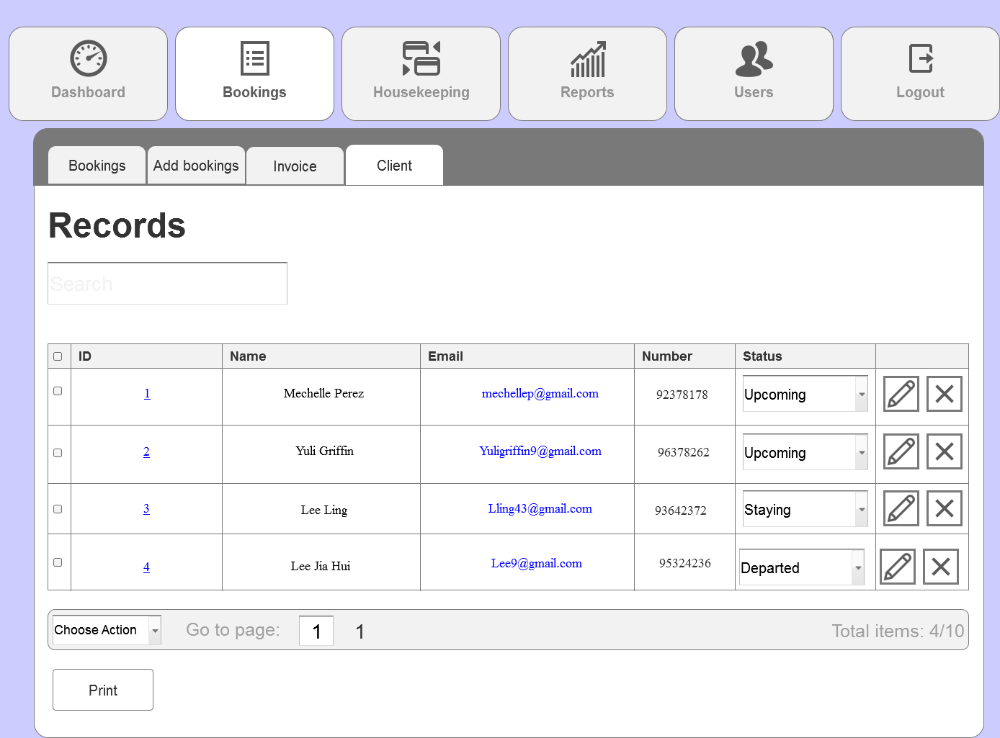 Dashboard Bookings Housekeeping Reports Users Logout
Bookings Add bookings Invoice Client
Records
Search
ID Name Email Number Status
1 Mechelle Perez mechellep@gmail.com 92378178 Upcoming
2 Yuli Griffin Yuligriffin9@gmail.com 96378262 Upcoming
3 Lee Ling Lling43@gmail.com 93642372 Staying
4 Lee Jia Hui Lee9@gmail.com 95324236 Departed
Choose Action Go to page: 1 1 Total items: 4/10
Print